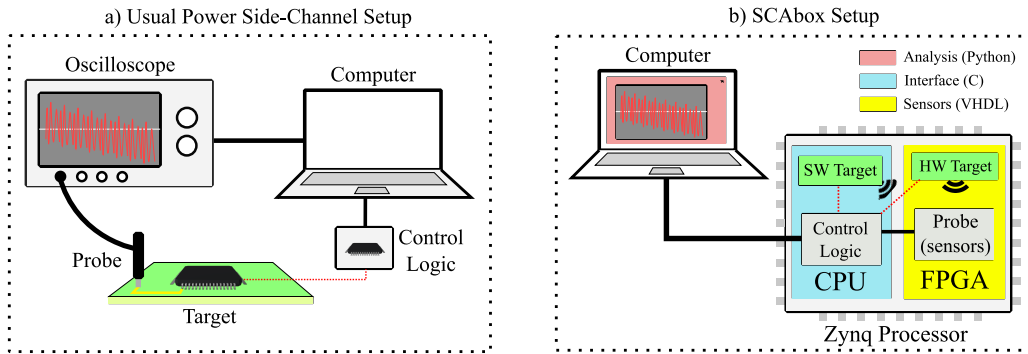 a) Usual Power Side-Channel Setup
Oscilloscope
Computer
Probe
Control
Logic
Target
b) SCAbox Setup
Computer
Analysis (Python)
Interface (C)
Sensors (VHDL)
SW Target
HW Target
Control
Logic
Probe
(sensors)
CPU
FPGA
Zynq Processor